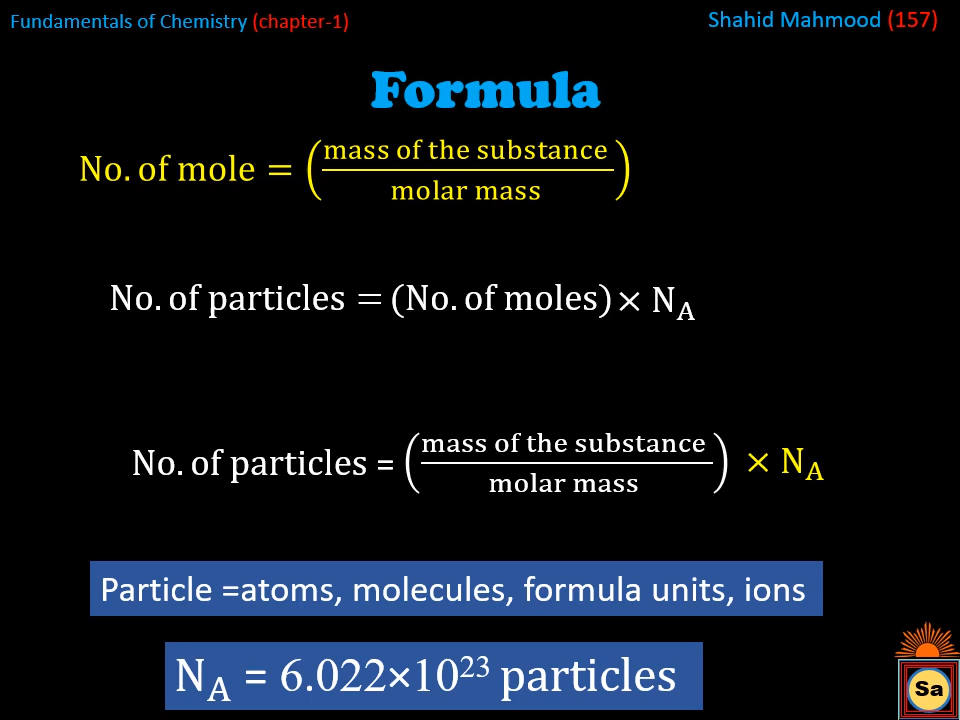 Fundamentals of Chemistry (chapter-1)
Shahid Mahmood (157)
Formula
No. of mole = (mass of the substance / molar mass)
No. of particles = (No. of moles) × N_A
No. of particles = (mass of the substance / molar mass) × N_A
Particle =atoms, molecules, formula units, ions
N_A = 6.022×10²³ particles
Sa